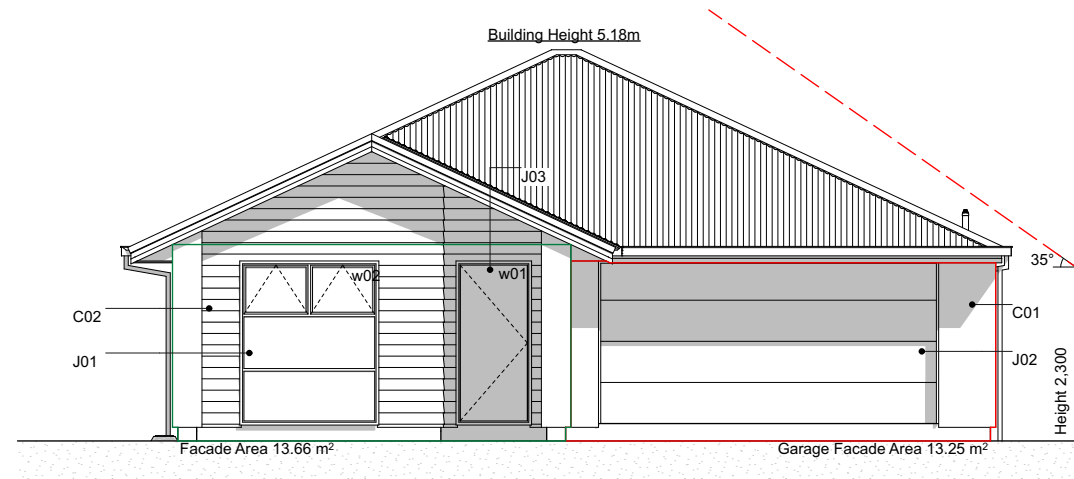 Building Height 5.18m
J03
35°
w02
w01
C02
C01
J01
J02
Height 2,300
Facade Area 13.66 m²
Garage Facade Area 13.25 m²